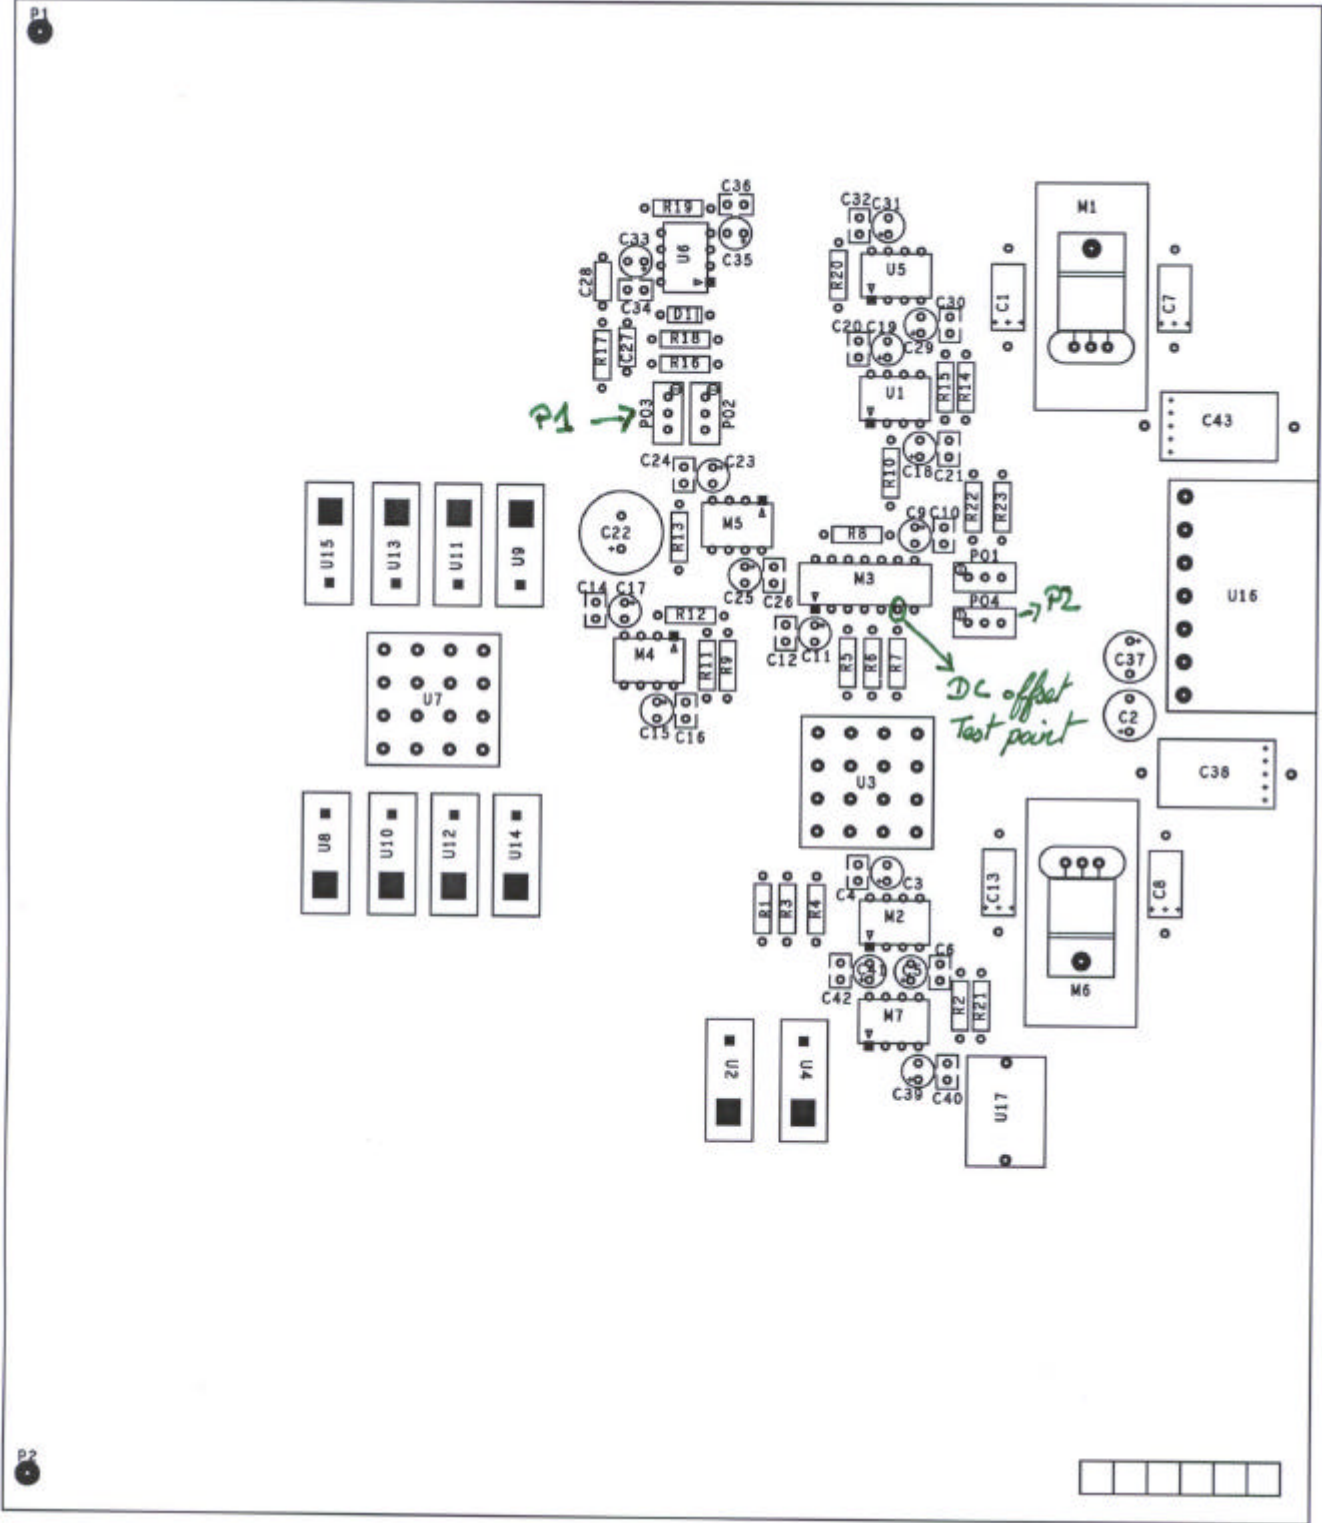 P1
C36
R19
C32 C31
M1
C33
U6
C35
U5
R20
C28
C34
C1
C7
C30
D1
C20 C19
C29
R17
C27
R18
R16
U1
R15
R14
P1 →
PO3
PO2
C43
C24
C23
R10
C18
C21
R22
R23
C22
R13
M5
C9 C10
R8
U15
U13
U11
U9
PO1
M3
U16
C25
C26
C14 C17
PO4
→ P2
R12
C12 C11
M4
R11
R9
R5
R6
R7
C37
DC offset
Test point
U7
C15 C16
C2
U3
C38
U8
U10
U12
U14
C4
C3
C13
C8
R1
R3
R4
M2
C6
C41
C5
C42
M6
M7
R2
R21
U2
U4
C39 C40
U17
P2